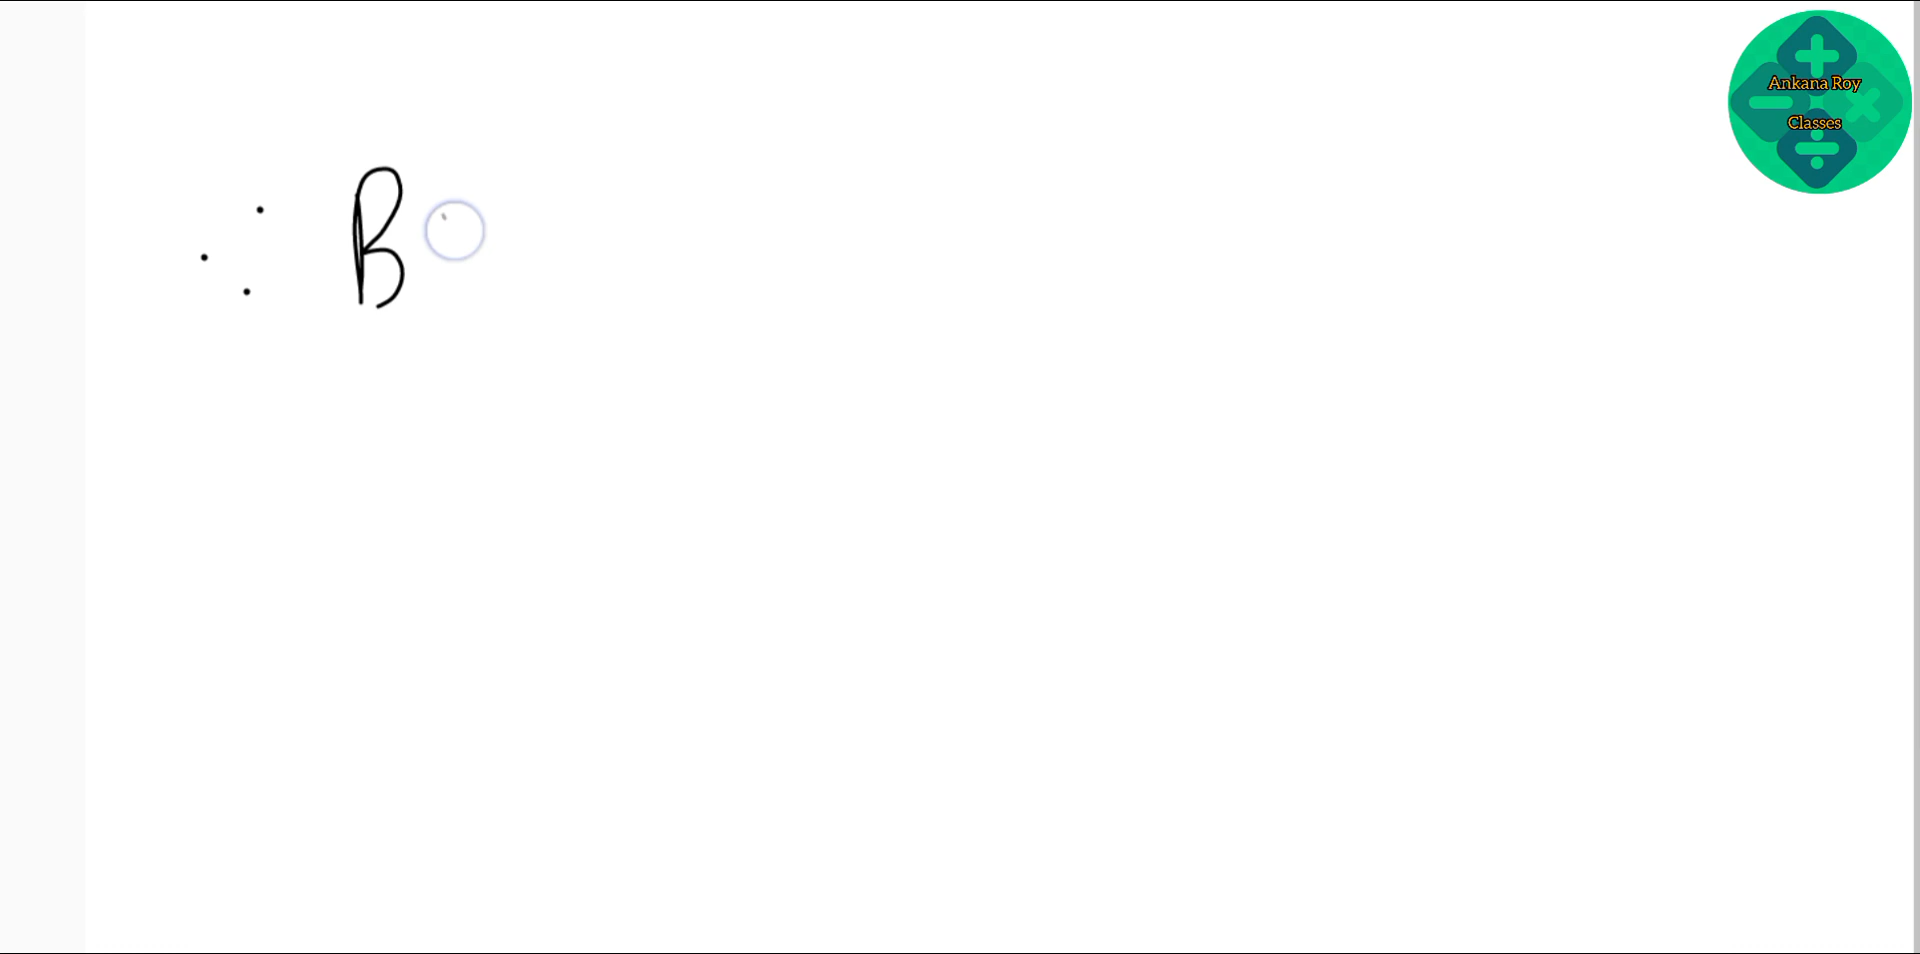 ∴ B
Ankana Roy
Classes